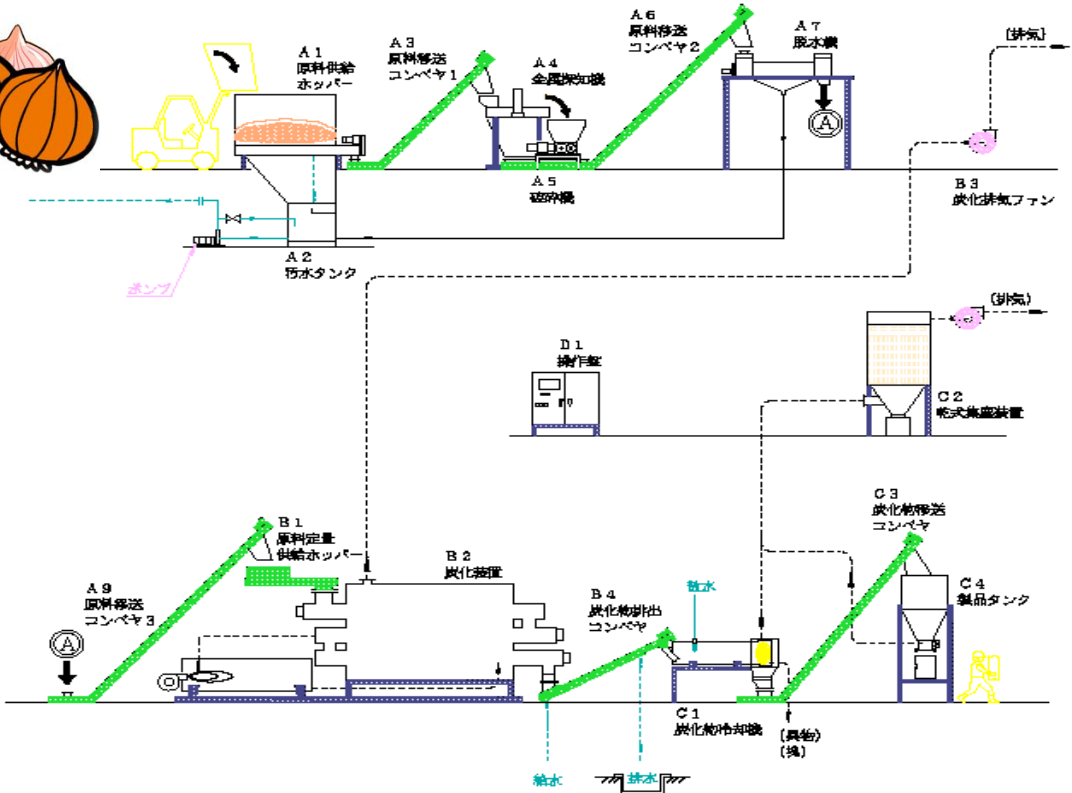 A1
原料供給
ホッパー
A3
原料移送
コンベヤ1
A4
金属探知機
A6
原料移送
コンベヤ2
A7
脱水機
(排気)
A
A5
破砕機
B3
炭化排気ファン
A2
汚水タンク
ポンプ
(排気)
D1
操作盤
C2
乾式集塵装置
C3
炭化物移送
コンベヤ
B1
原料定量
供給ホッパー
B2
炭化装置
A9
原料移送
コンベヤ3
A
B4
炭化物排出
コンベヤ
散水
C4
製品タンク
C1
炭化物冷却機
(異物)
(塊)
給水
排水